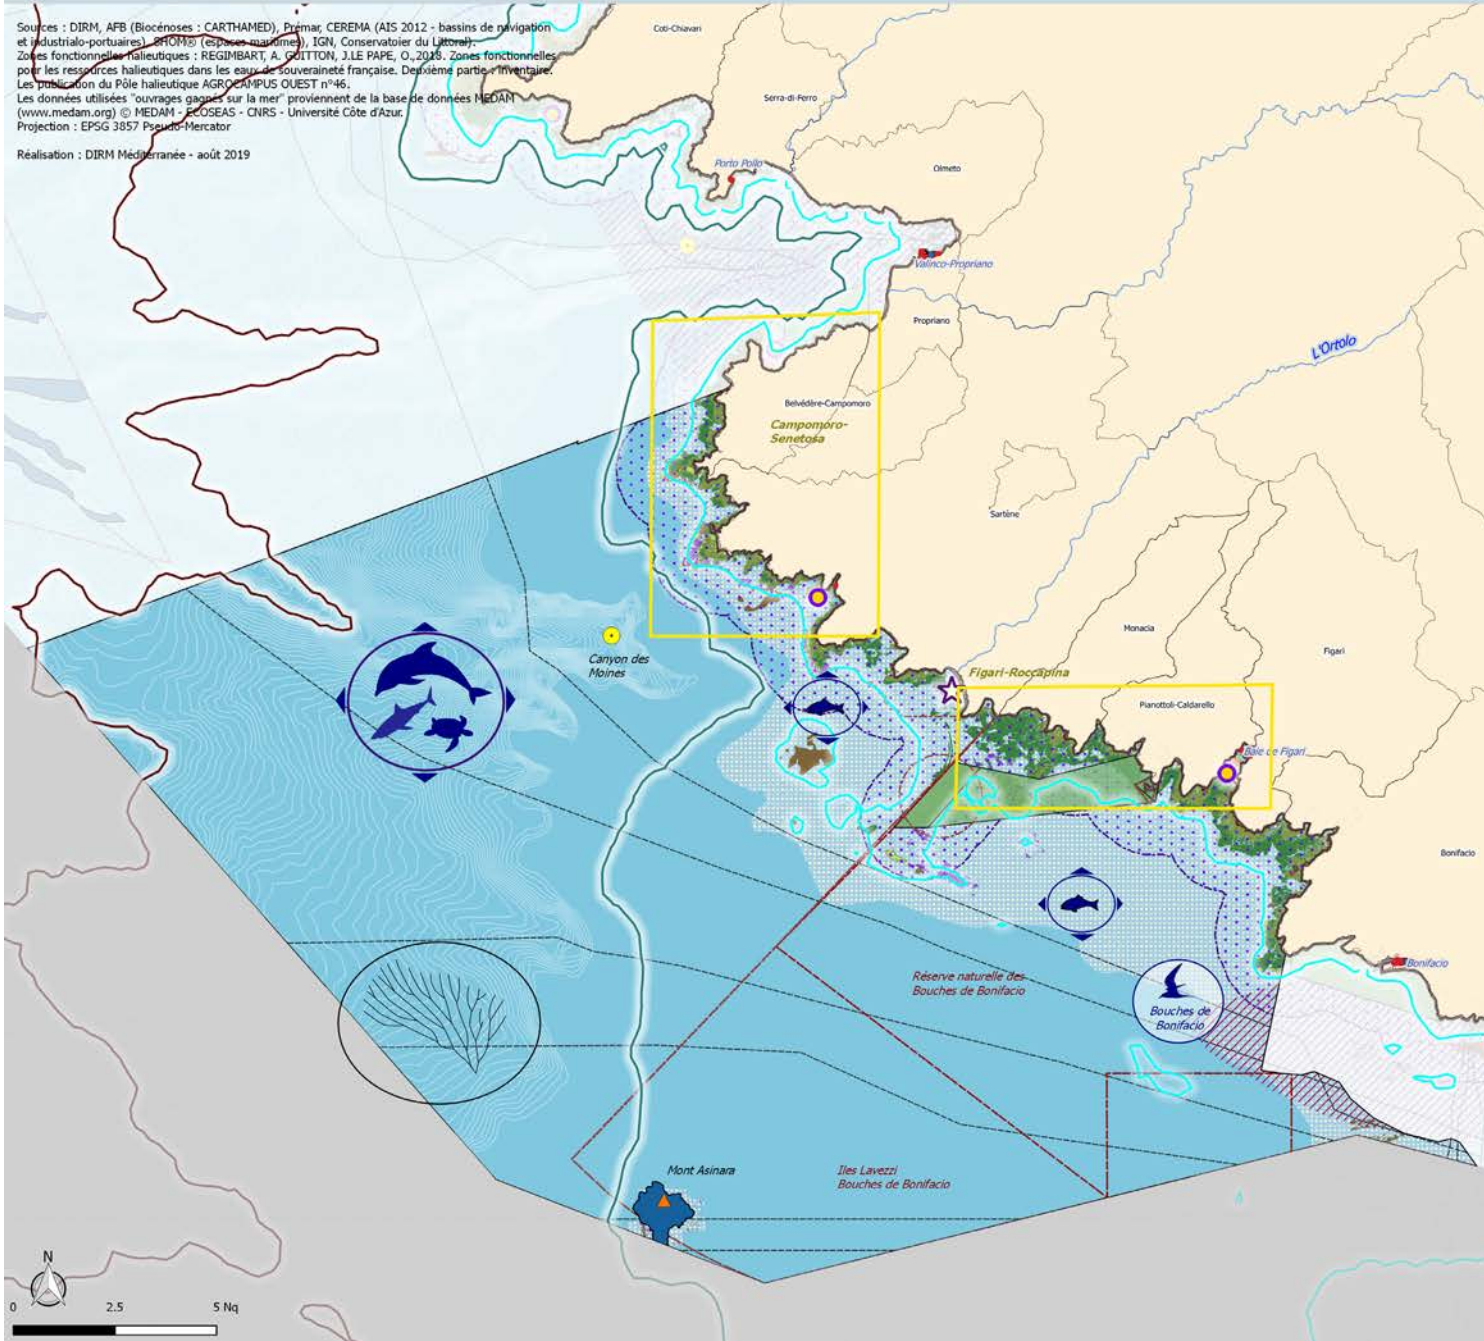 Sources : DIRM, AFB (Biocénoses : CARTHAMED), Prémar, CEREMA (AIS 2012 - bassins de navigation
et industrialo-portuaires), SHOM® (espaces maritimes), IGN, Conservatoier du Littoral).
Zones fonctionnelles halieutiques : REGIMBART, A. GUITTON, J.LE PAPE, O.,2018. Zones fonctionnelles
pour les ressources halieutiques dans les eaux de souveraineté française. Deuxième partie : Inventaire.
Les publication du Pôle halieutique AGROCAMPUS OUEST n°46.
Les données utilisées "ouvrages gagnés sur la mer" proviennent de la base de données MEDAM
(www.medam.org) © MEDAM - ECOSEAS - CNRS - Université Côte d'Azur.
Projection : EPSG 3857 Pseudo-Mercator
Réalisation : DIRM Méditerranée - août 2019
Coti-Chiavari
Serra-di-Ferro
Porto Pollo
Olmeto
Valinco-Propriano
Propriano
L'Ortolo
Belvédère-Campomoro
Campomoro-
Senetosa
Sartène
Canyon des
Moines
Monacia
Figari
Figari-Roccapina
Pianottoli-Caldarello
Baie de Figari
Bonifacio
Bonifacio
Réserve naturelle des
Bouches de Bonifacio
Bouches de
Bonifacio
Mont Asinara
Iles Lavezzi
Bouches de Bonifacio
N
0 2.5 5 Nq